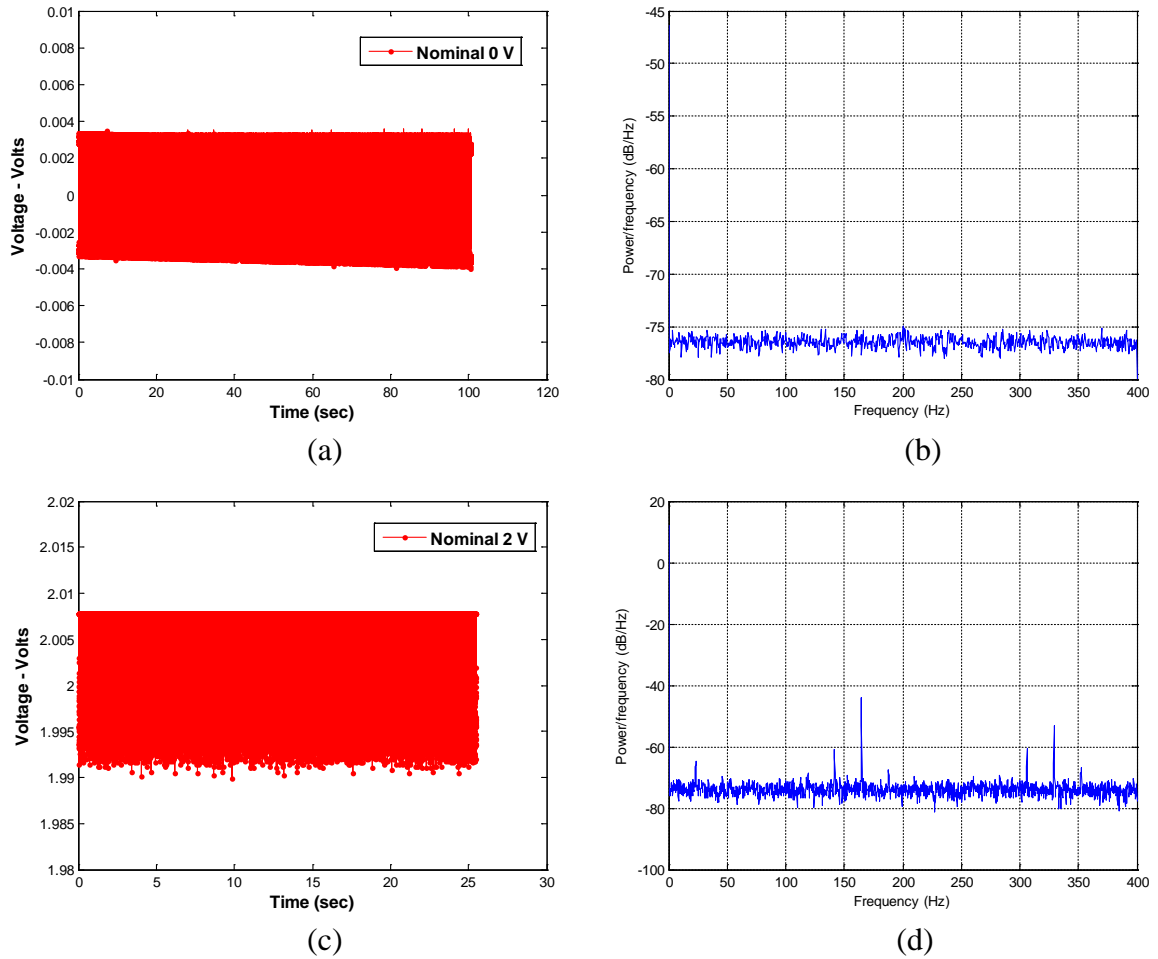 0.01
0.008
0.006
0.004
0.002
0
-0.002
-0.004
-0.006
-0.008
-0.01
Voltage - Volts
Nominal 0 V
0 20 40 60 80 100 120
Time (sec)
(a)
-45
-50
-55
-60
-65
-70
-75
-80
Power/frequency (dB/Hz)
0 50 100 150 200 250 300 350 400
Frequency (Hz)
(b)
2.02
2.015
2.01
2.005
2
1.995
1.99
1.985
1.98
Voltage - Volts
Nominal 2 V
0 5 10 15 20 25 30
Time (sec)
(c)
20
0
-20
-40
-60
-80
-100
Power/frequency (dB/Hz)
0 50 100 150 200 250 300 350 400
Frequency (Hz)
(d)